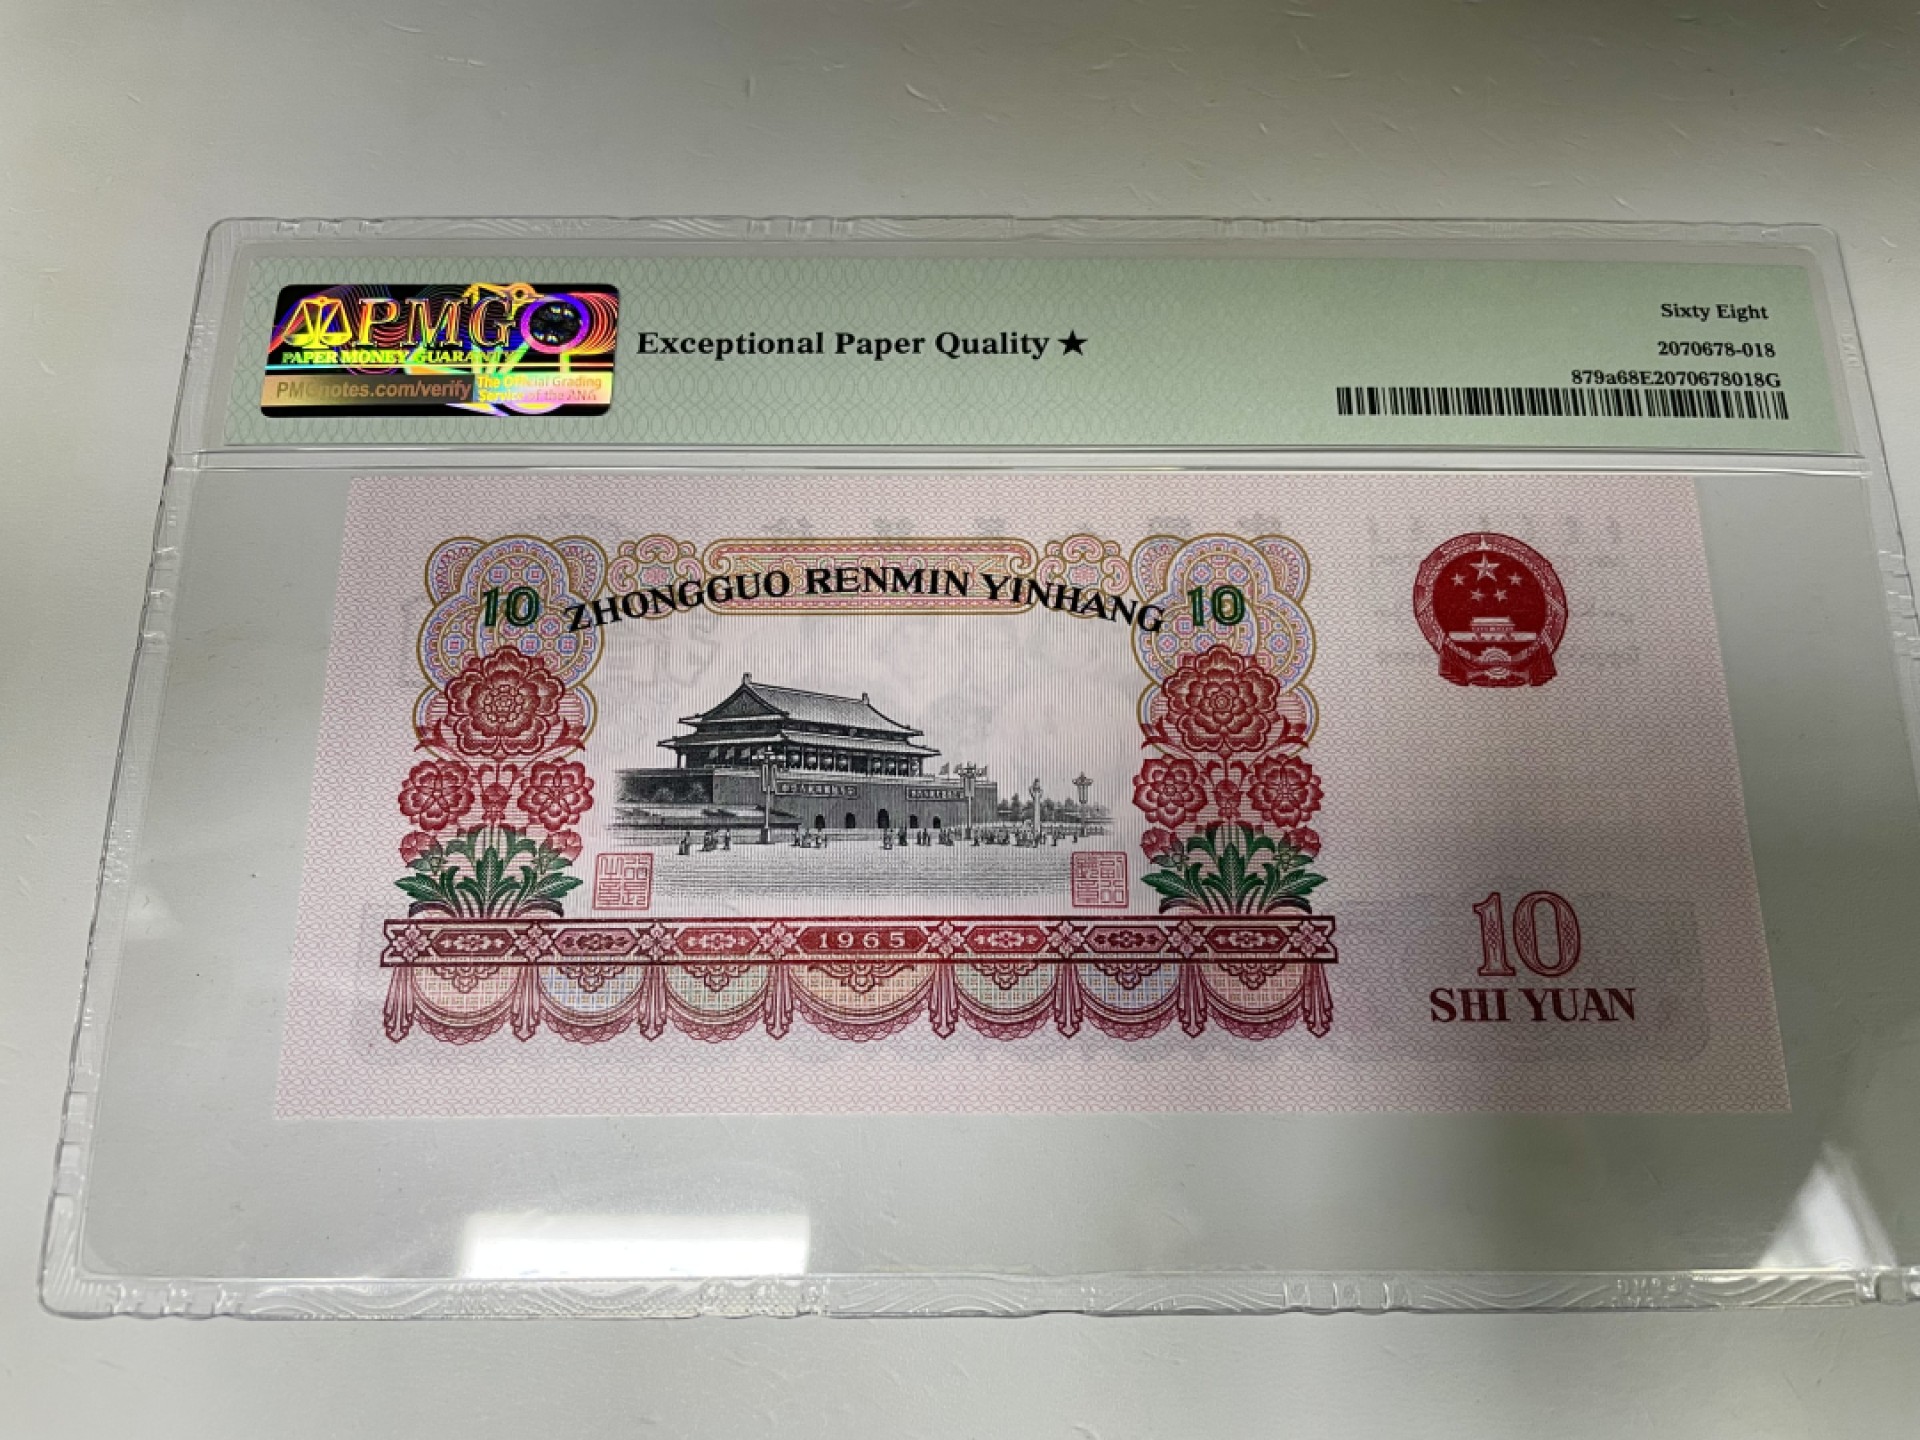 PMG
PAPER MONEY GUARANTY
PMGnotes.com/verify
The Official Grading
Service of the ANA
Exceptional Paper Quality ★
Sixty Eight
2070678-018
879a68E2070678018G
ZHONGGUO RENMIN YINHANG
10
10
1965
10
SHI YUAN